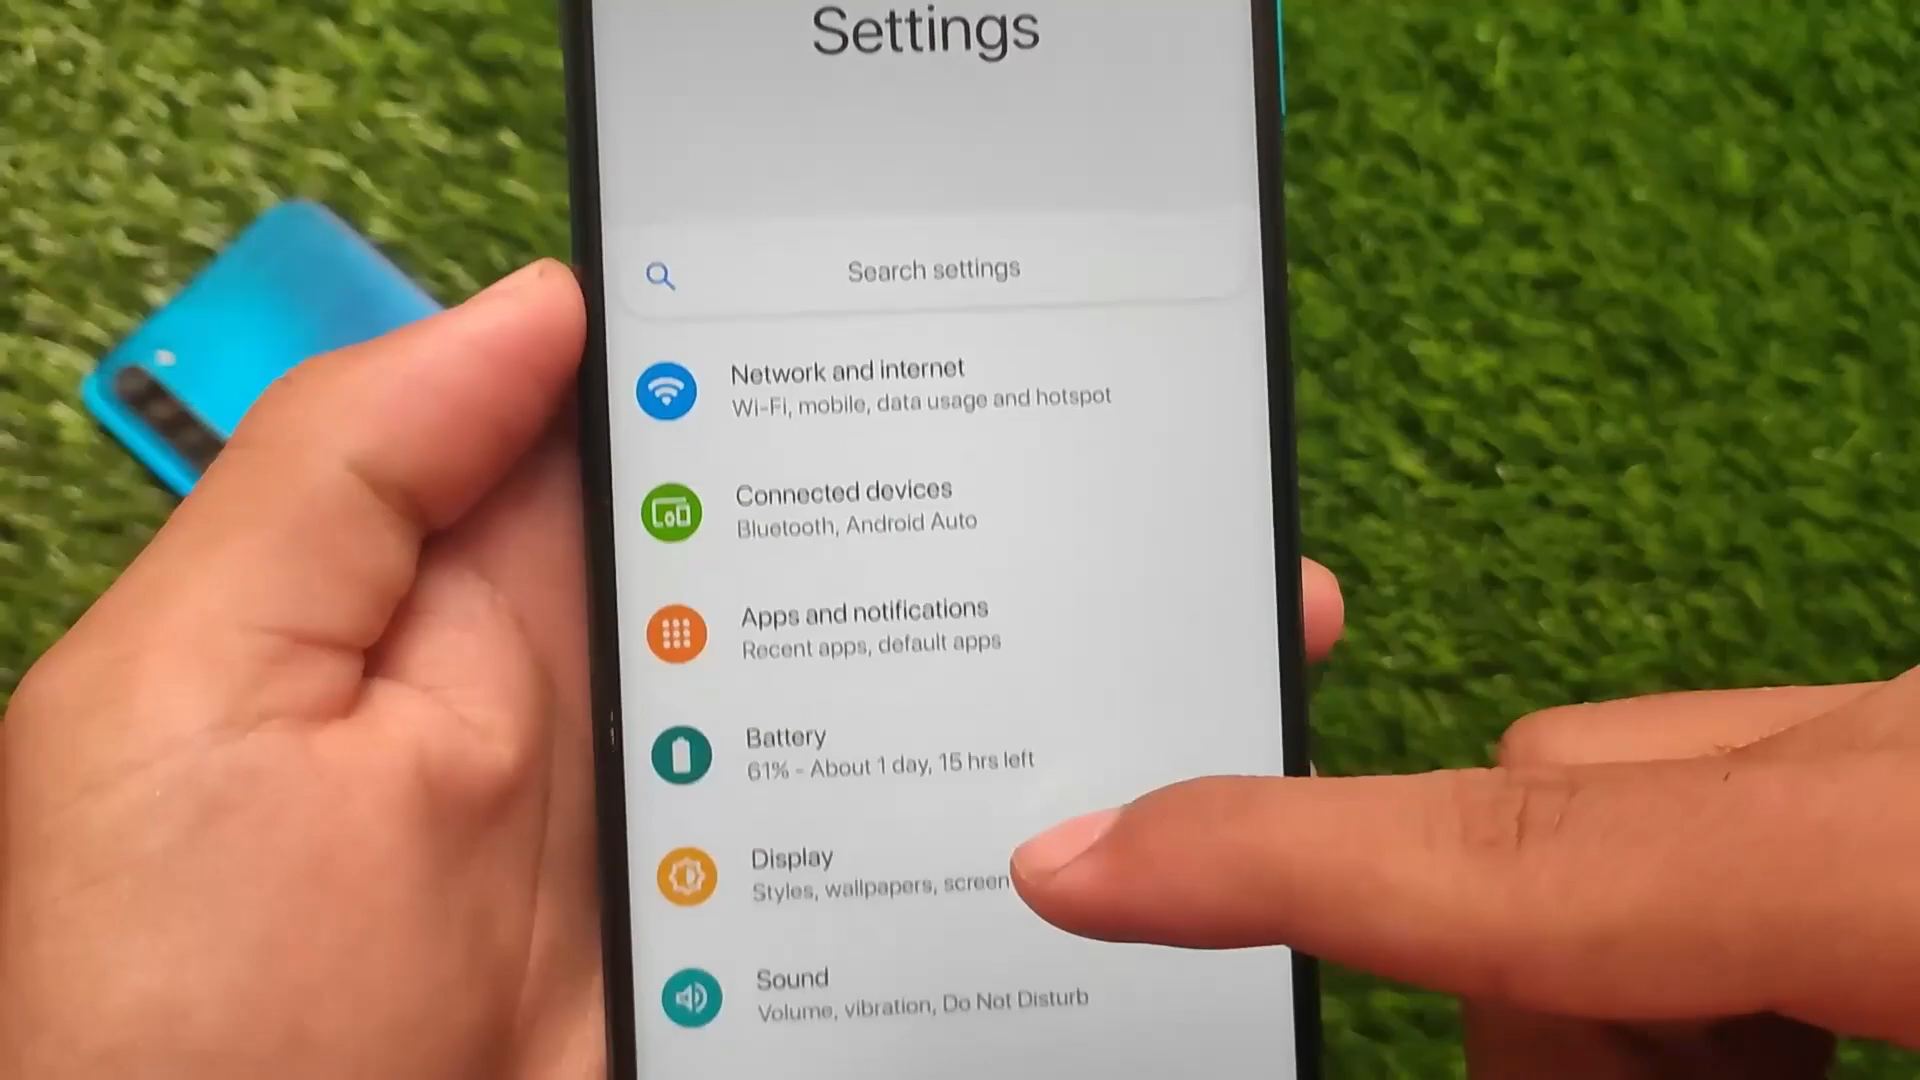 Settings
Search settings
Network and internet
Wi-Fi, mobile, data usage and hotspot
Connected devices
Bluetooth, Android Auto
Apps and notifications
Recent apps, default apps
Battery
61% - About 1 day, 15 hrs left
Display
Styles, wallpapers, screen
Sound
Volume, vibration, Do Not Disturb